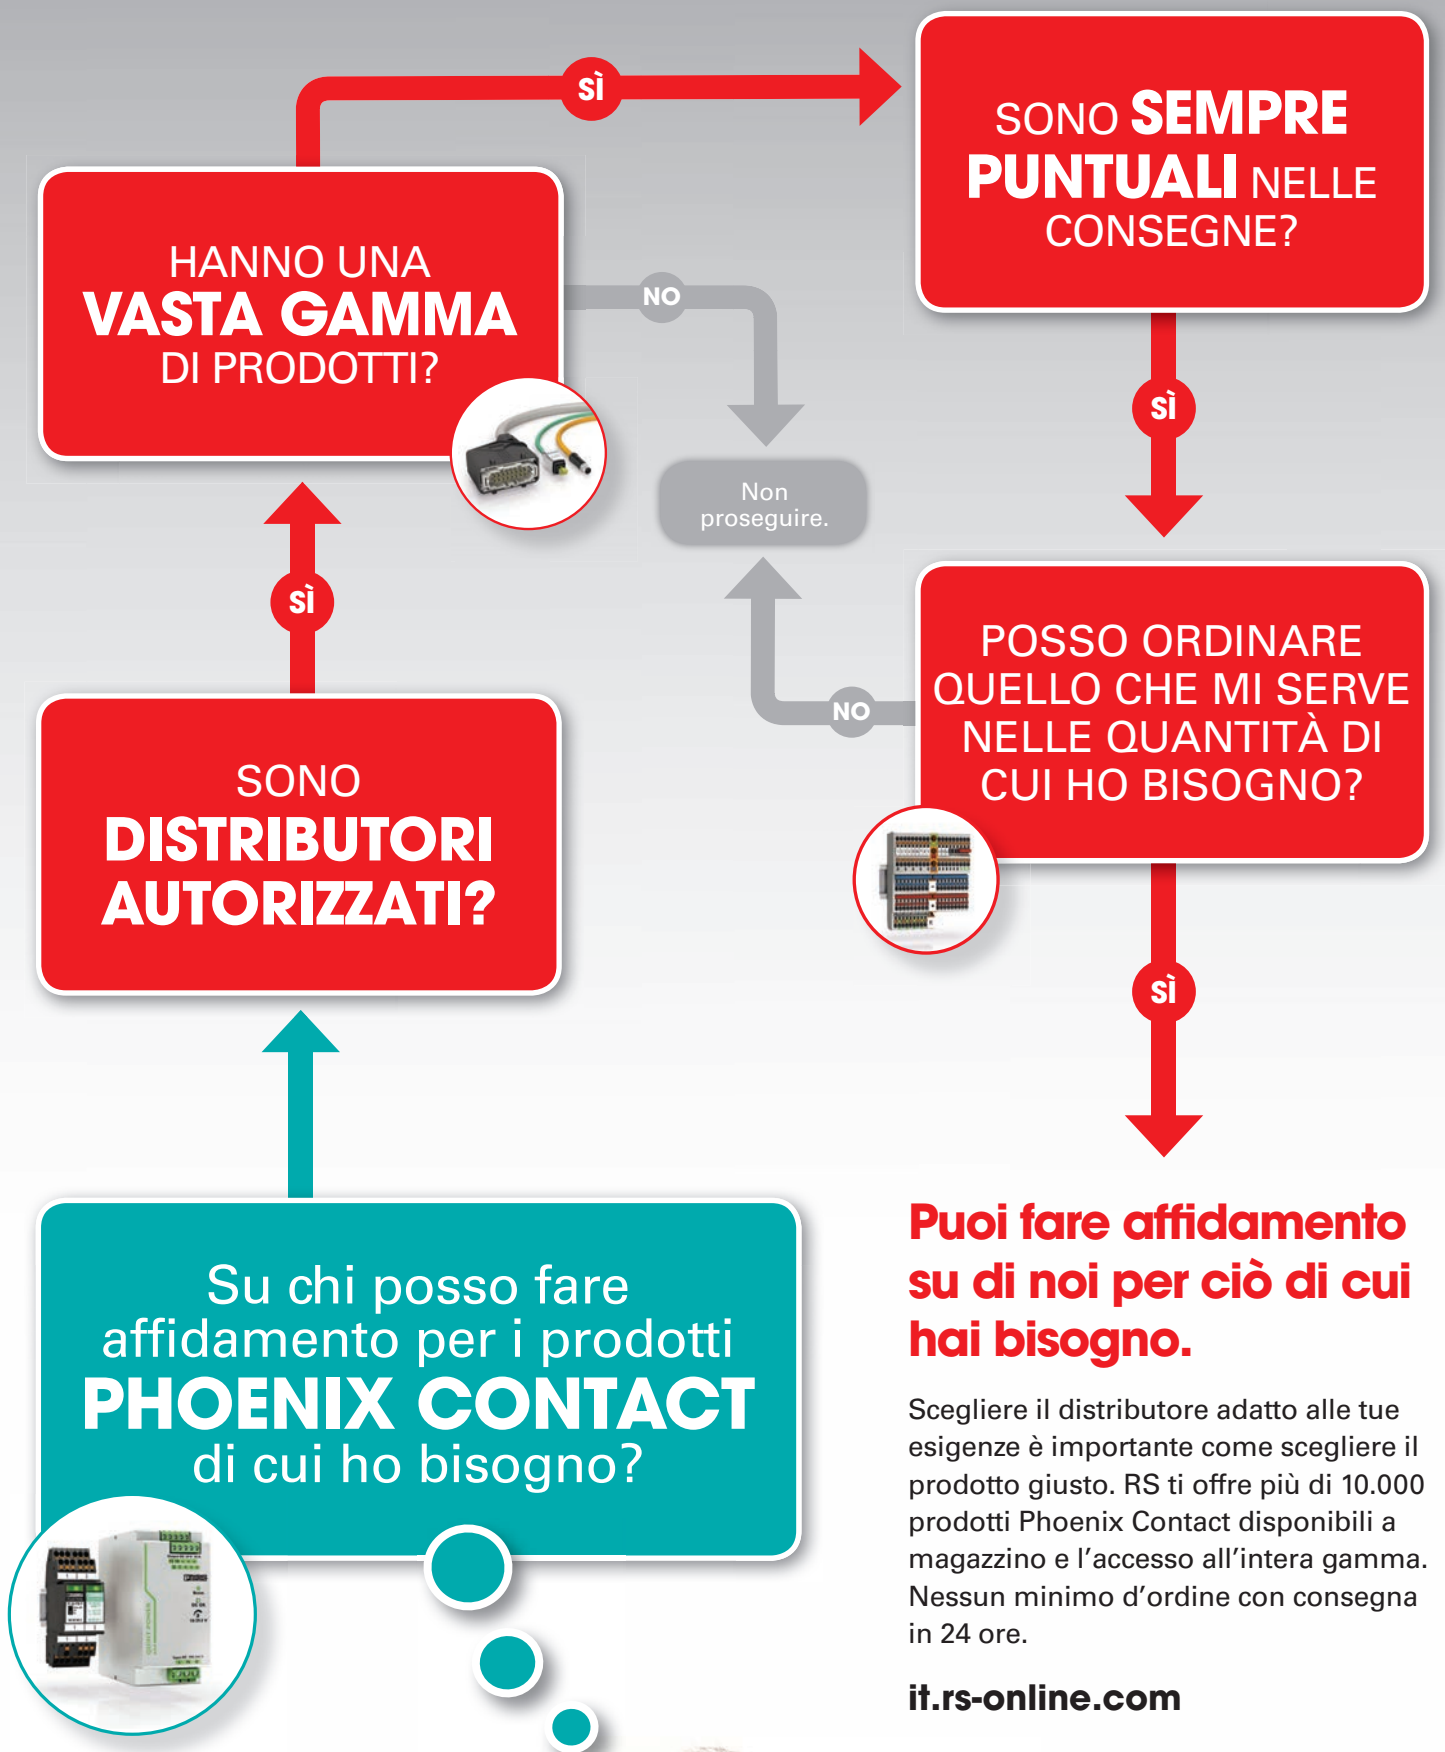 SÌ
SONO SEMPRE
PUNTUALI NELLE
CONSEGNE?
HANNO UNA
VASTA GAMMA
DI PRODOTTI?
NO
SÌ
Non
proseguire.
SÌ
POSSO ORDINARE
QUELLO CHE MI SERVE
NELLE QUANTITÀ DI
CUI HO BISOGNO?
NO
SONO
DISTRIBUTORI
AUTORIZZATI?
SÌ
Su chi posso fare
affidamento per i prodotti
PHOENIX CONTACT
di cui ho bisogno?
Puoi fare affidamento
su di noi per ciò di cui
hai bisogno.
Scegliere il distributore adatto alle tue
esigenze è importante come scegliere il
prodotto giusto. RS ti offre più di 10.000
prodotti Phoenix Contact disponibili a
magazzino e l'accesso all'intera gamma.
Nessun minimo d'ordine con consegna
in 24 ore.
it.rs-online.com